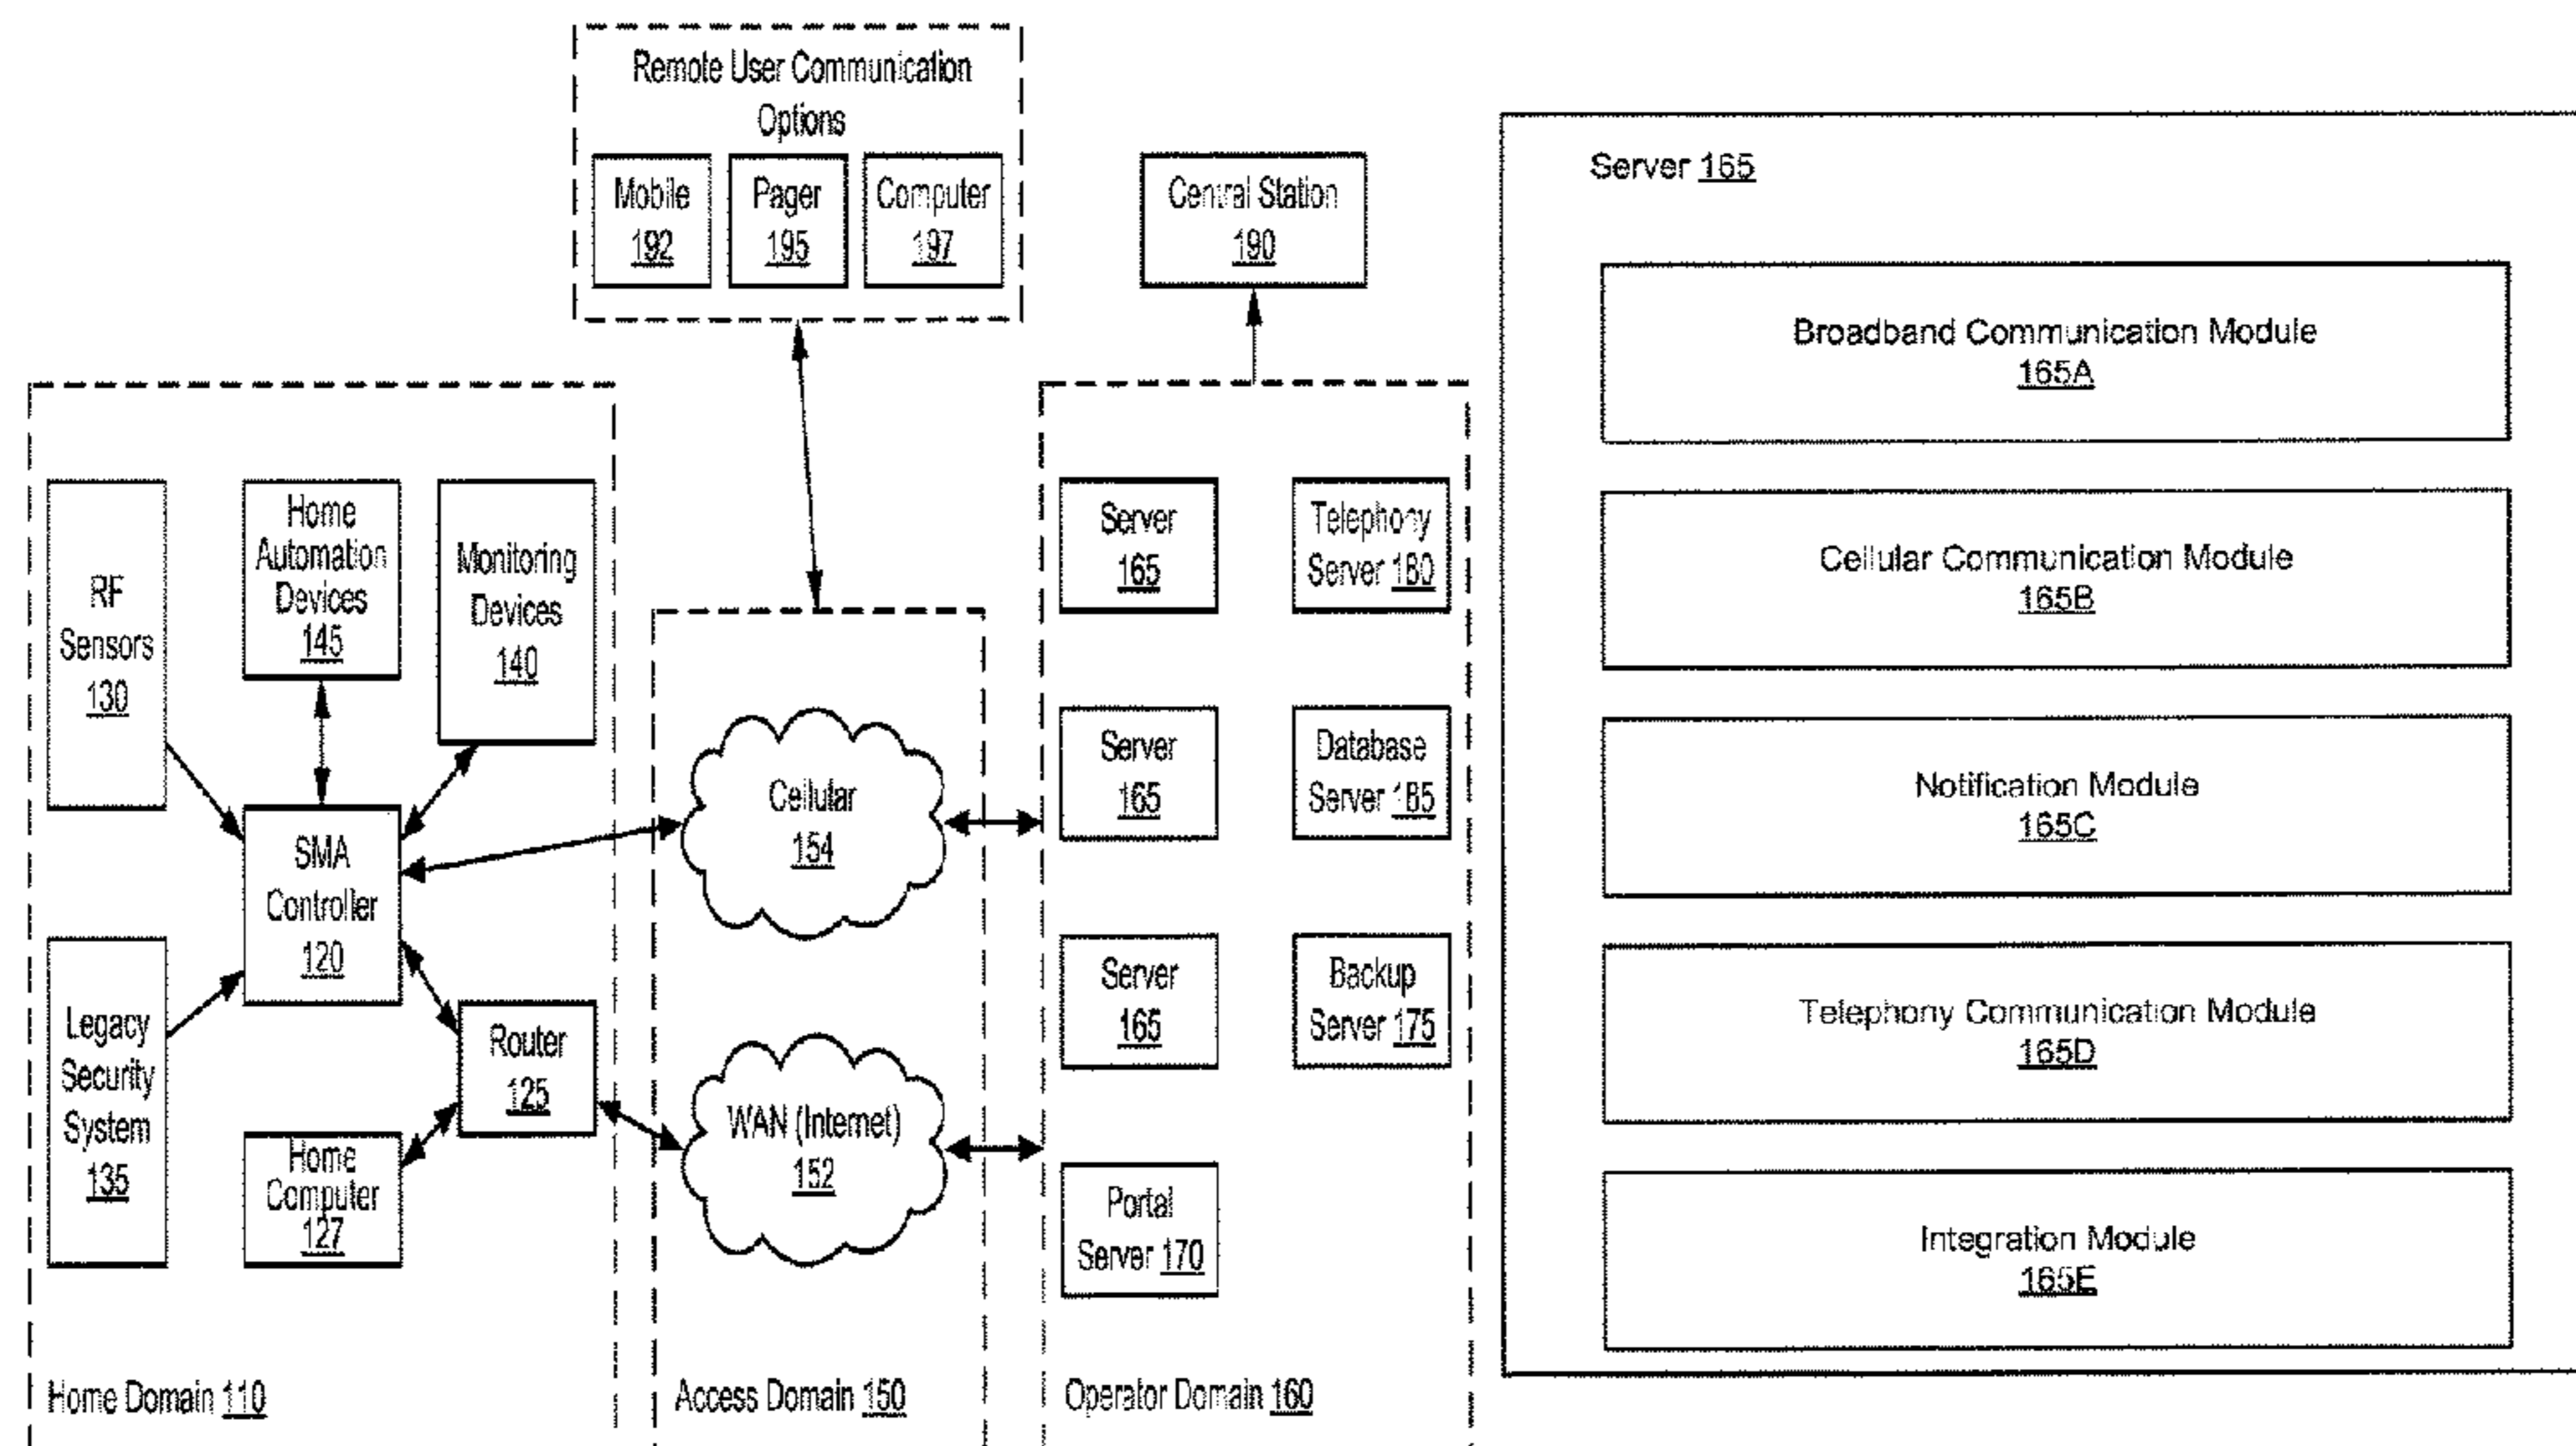 Remote User Communication
Options
Mobile
192
Pager
195
Computer
197
Central Station
190
RF
Sensors
130
Home
Automation
Devices
145
Monitoring
Devices
140
SMA
Controller
120
Legacy
Security
System
135
Router
125
Home
Computer
127
Home Domain 110
Cellular
154
WAN (Internet)
152
Access Domain 150
Server
165
Telephony
Server 180
Server
165
Database
Server 185
Server
165
Backup
Server 175
Portal
Server 170
Operator Domain 160
Server 165
Broadband Communication Module
165A
Cellular Communication Module
165B
Notification Module
165C
Telephony Communication Module
165D
Integration Module
165E